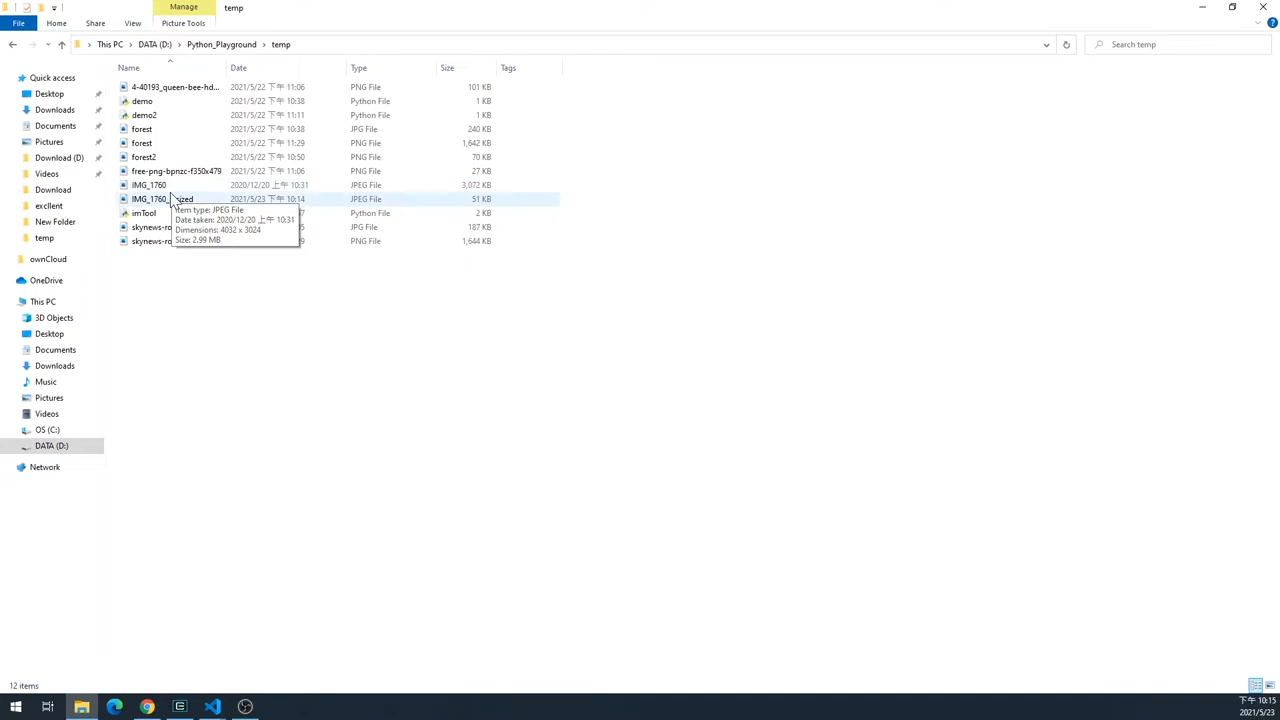 Manage
temp
File
Home
Share
View
Picture Tools
This PC
DATA (D:)
Python_Playground
temp
Search temp
Name
Date
Type
Size
Tags
Quick access
Desktop
Downloads
Documents
Pictures
Download (D)
Videos
Download
excllent
New Folder
temp
ownCloud
OneDrive
This PC
3D Objects
Desktop
Documents
Downloads
Music
Pictures
Videos
OS (C:)
DATA (D:)
Network
4-40193_queen-bee-hd... 2021/5/22 下午 11:06 PNG File 101 KB
demo 2021/5/22 下午 10:38 Python File 1 KB
demo2 2021/5/22 下午 11:11 Python File 1 KB
forest 2021/5/22 下午 10:38 JPG File 240 KB
forest 2021/5/22 下午 11:29 PNG File 1,642 KB
forest2 2021/5/22 下午 10:50 PNG File 70 KB
free-png-bpnzc-f350x479 2021/5/22 下午 11:06 PNG File 27 KB
IMG_1760 2020/12/20 上午 10:31 JPEG File 3,072 KB
IMG_1760 ized 2021/5/23 下午 10:14 JPEG File 51 KB
imTool 7 Python File 2 KB
skynews-ro 5 JPG File 187 KB
skynews-ro 9 PNG File 1,644 KB
Item type: JPEG File
Date taken: 2020/12/20 上午 10:31
Dimensions: 4032 x 3024
Size: 2.99 MB
12 items
下午 10:15
2021/5/23